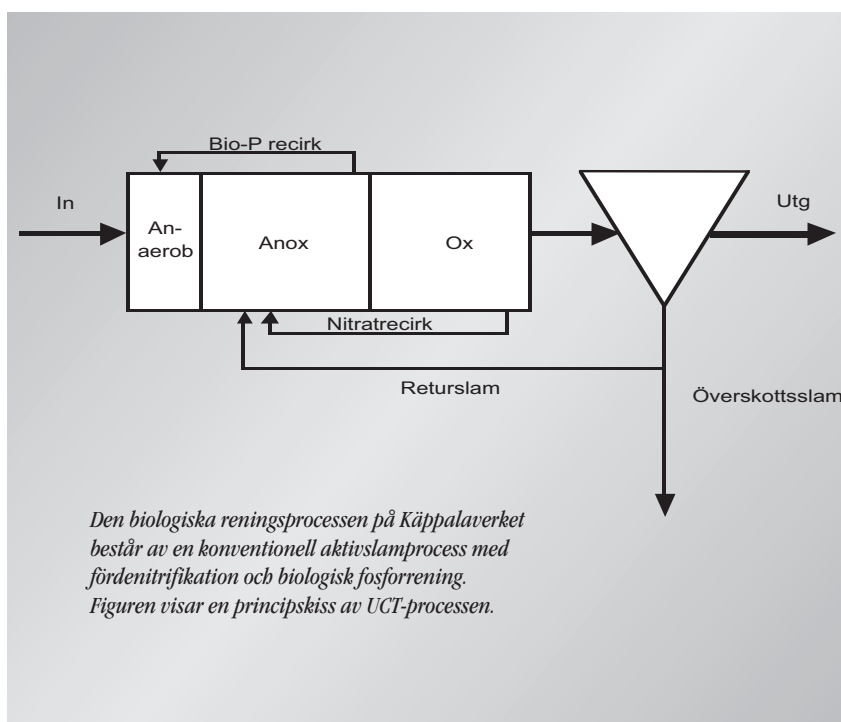 Bio-P recirk
In
An-
aerob
Anox
Ox
Utg
Nitratrecirk
Returslam
Överskottsslam
Den biologiska reningsprocessen på Käppalaverket
består av en konventionell aktivslamprocess med
fördenitrifikation och biologisk fosforrening.
Figuren visar en principskiss av UCT-processen.